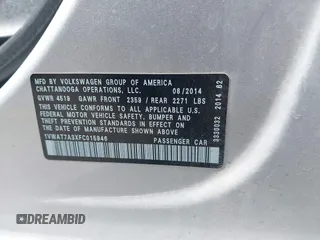 MFD. BY VOLKSWAGEN GROUP OF AMERICA
CHATTANOOGA OPERATIONS, LLC. 08/2014
GVWR 4519 GAWR FRONT 2359 / REAR 2271 LBS
THIS VEHICLE CONFORMS TO ALL APPLICABLE U.S.
FEDERAL MOTOR VEHICLE SAFETY, BUMPER AND
THEFT PREVENTION STANDARDS IN EFFECT ON THE
DATE OF MANUFACTURE SHOWN ABOVE.
PASSENGER CAR